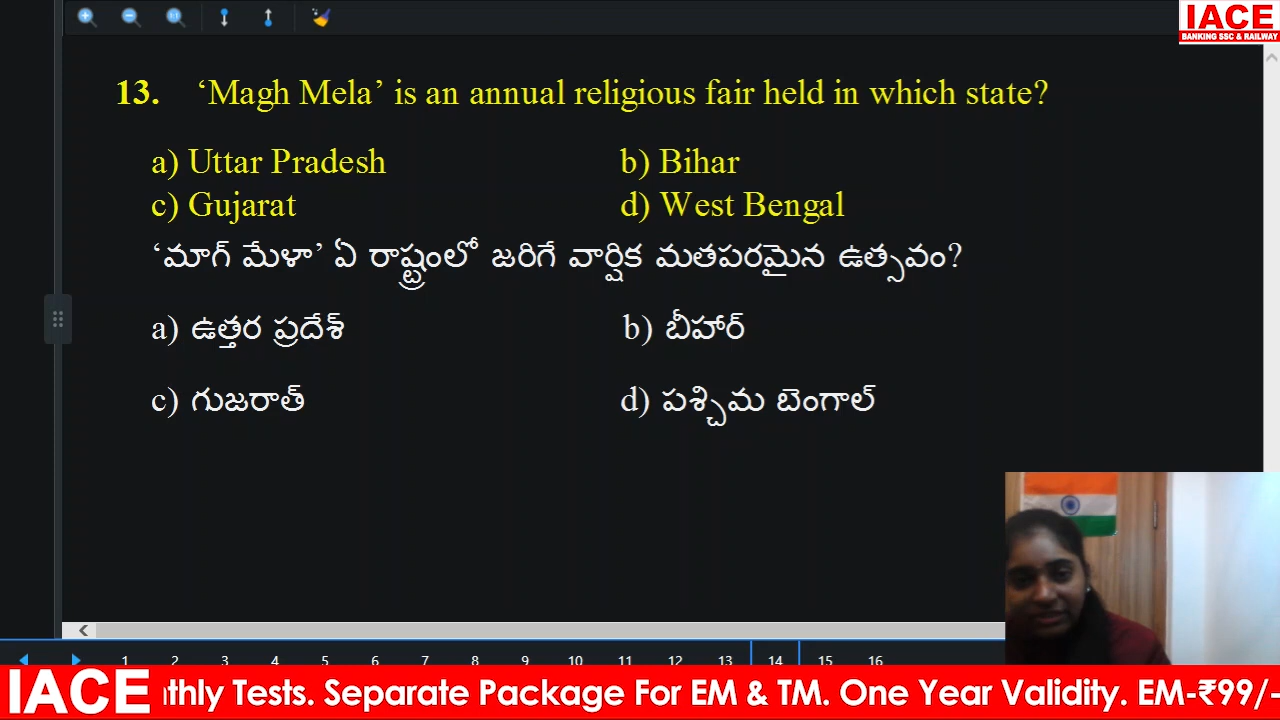 IACE
BANKING SSC & RAILWAY
13. ‘Magh Mela’ is an annual religious fair held in which state?
a) Uttar Pradesh b) Bihar
c) Gujarat d) West Bengal
‘మాగ్ మేళా’ ఏ రాష్ట్రంలో జరిగే వార్షిక మతపరమైన ఉత్సవం?
a) ఉత్తర ప్రదేశ్ b) బీహార్
c) గుజరాత్ d) పశ్చిమ బెంగాల్
1 2 3 4 5 6 7 8 9 10 11 12 13 14 15 16
IACE nthly Tests. Separate Package For EM & TM. One Year Validity. EM-₹99/-